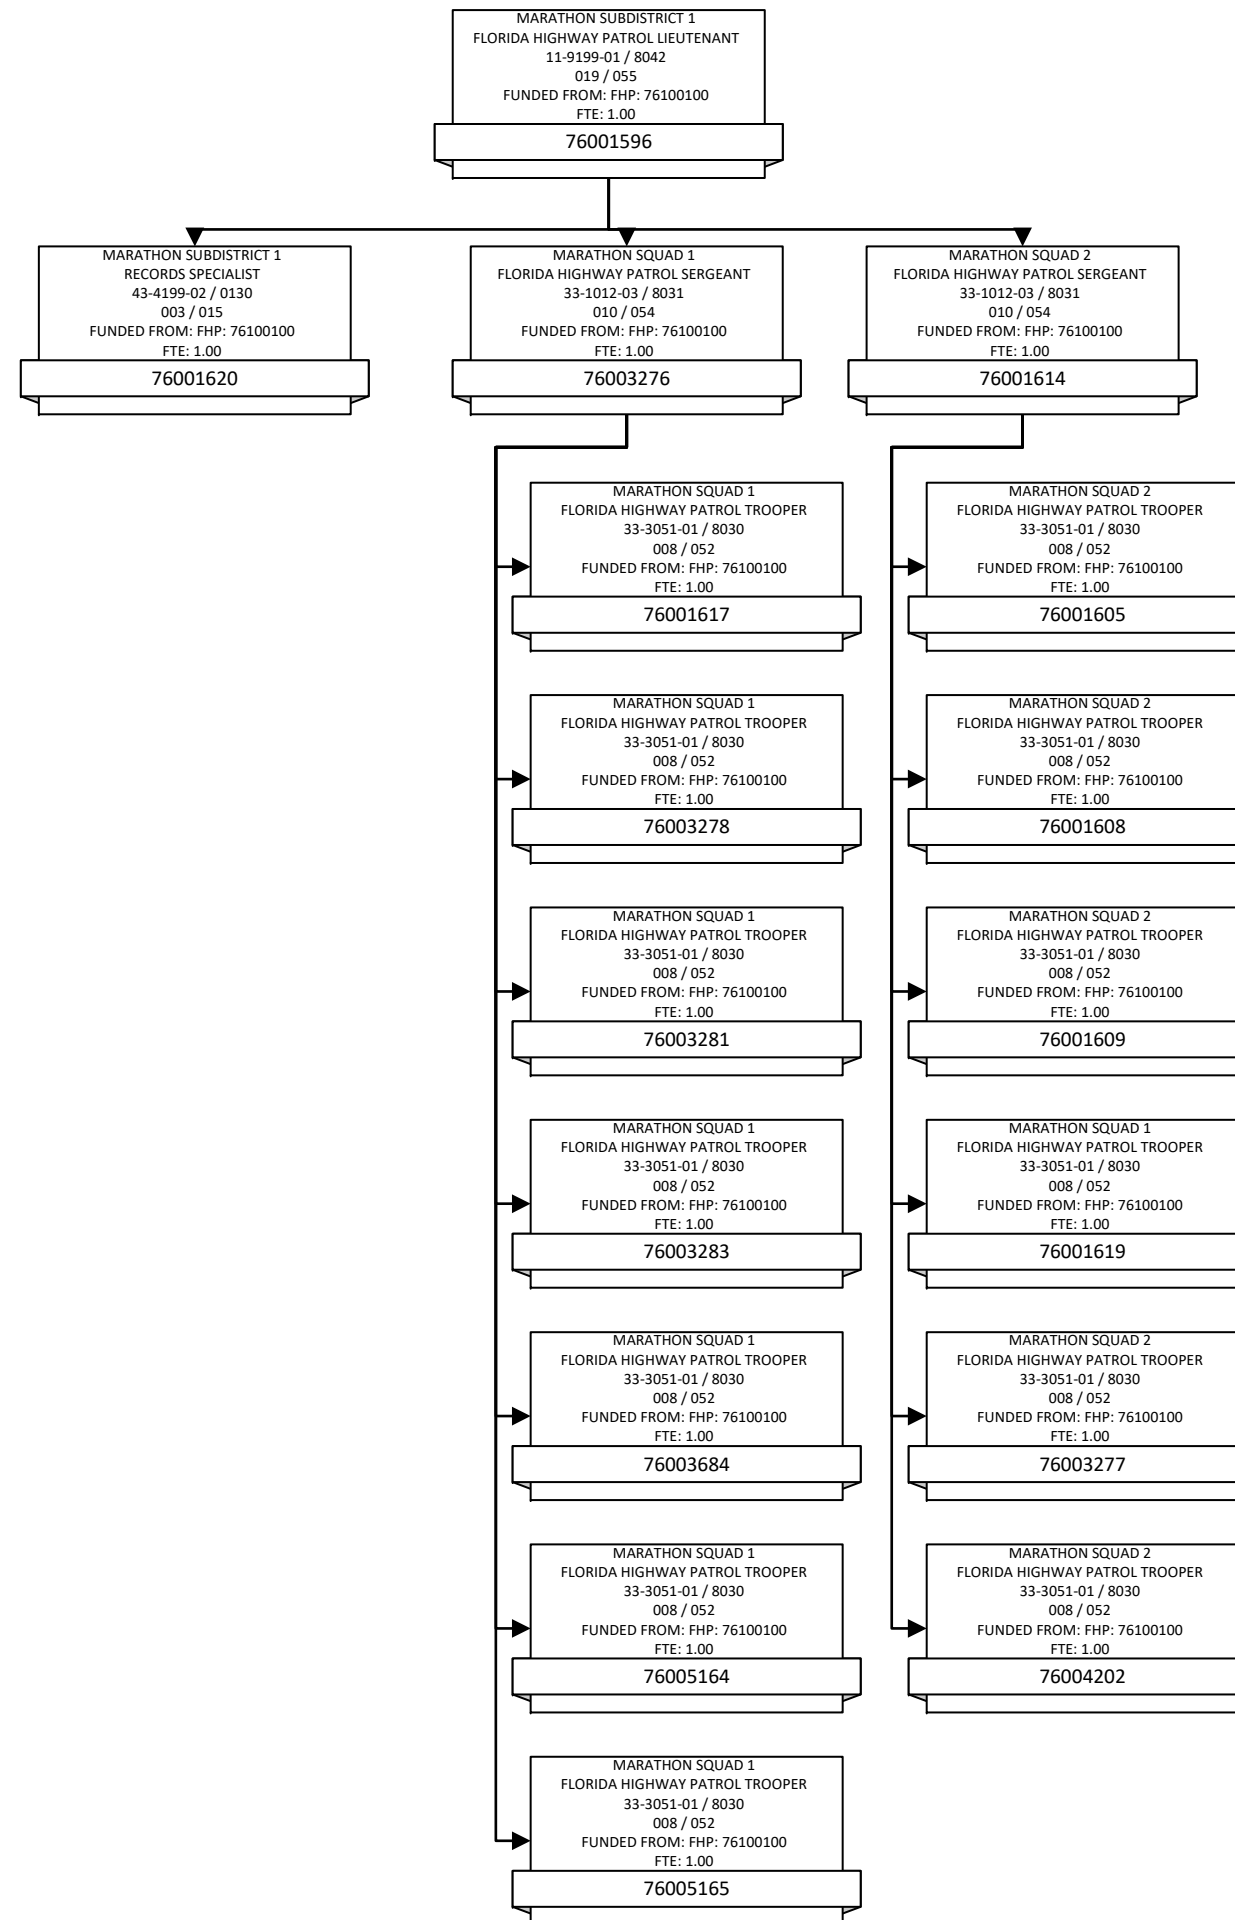 MARATHON SUBDISTRICT 1
FLORIDA HIGHWAY PATROL LIEUTENANT
11-9199-01 / 8042
019 / 055
FUNDED FROM: FHP: 76100100
FTE: 1.00
76001596
MARATHON SUBDISTRICT 1
RECORDS SPECIALIST
43-4199-02 / 0130
003 / 015
FUNDED FROM: FHP: 76100100
FTE: 1.00
76001620
MARATHON SQUAD 1
FLORIDA HIGHWAY PATROL SERGEANT
33-1012-03 / 8031
010 / 054
FUNDED FROM: FHP: 76100100
FTE: 1.00
76003276
MARATHON SQUAD 2
FLORIDA HIGHWAY PATROL SERGEANT
33-1012-03 / 8031
010 / 054
FUNDED FROM: FHP: 76100100
FTE: 1.00
76001614
MARATHON SQUAD 1
FLORIDA HIGHWAY PATROL TROOPER
33-3051-01 / 8030
008 / 052
FUNDED FROM: FHP: 76100100
FTE: 1.00
76001617
MARATHON SQUAD 1
FLORIDA HIGHWAY PATROL TROOPER
33-3051-01 / 8030
008 / 052
FUNDED FROM: FHP: 76100100
FTE: 1.00
76003278
MARATHON SQUAD 1
FLORIDA HIGHWAY PATROL TROOPER
33-3051-01 / 8030
008 / 052
FUNDED FROM: FHP: 76100100
FTE: 1.00
76003281
MARATHON SQUAD 1
FLORIDA HIGHWAY PATROL TROOPER
33-3051-01 / 8030
008 / 052
FUNDED FROM: FHP: 76100100
FTE: 1.00
76003283
MARATHON SQUAD 1
FLORIDA HIGHWAY PATROL TROOPER
33-3051-01 / 8030
008 / 052
FUNDED FROM: FHP: 76100100
FTE: 1.00
76003684
MARATHON SQUAD 1
FLORIDA HIGHWAY PATROL TROOPER
33-3051-01 / 8030
008 / 052
FUNDED FROM: FHP: 76100100
FTE: 1.00
76005164
MARATHON SQUAD 1
FLORIDA HIGHWAY PATROL TROOPER
33-3051-01 / 8030
008 / 052
FUNDED FROM: FHP: 76100100
FTE: 1.00
76005165
MARATHON SQUAD 2
FLORIDA HIGHWAY PATROL TROOPER
33-3051-01 / 8030
008 / 052
FUNDED FROM: FHP: 76100100
FTE: 1.00
76001605
MARATHON SQUAD 2
FLORIDA HIGHWAY PATROL TROOPER
33-3051-01 / 8030
008 / 052
FUNDED FROM: FHP: 76100100
FTE: 1.00
76001608
MARATHON SQUAD 2
FLORIDA HIGHWAY PATROL TROOPER
33-3051-01 / 8030
008 / 052
FUNDED FROM: FHP: 76100100
FTE: 1.00
76001609
MARATHON SQUAD 1
FLORIDA HIGHWAY PATROL TROOPER
33-3051-01 / 8030
008 / 052
FUNDED FROM: FHP: 76100100
FTE: 1.00
76001619
MARATHON SQUAD 2
FLORIDA HIGHWAY PATROL TROOPER
33-3051-01 / 8030
008 / 052
FUNDED FROM: FHP: 76100100
FTE: 1.00
76003277
MARATHON SQUAD 2
FLORIDA HIGHWAY PATROL TROOPER
33-3051-01 / 8030
008 / 052
FUNDED FROM: FHP: 76100100
FTE: 1.00
76004202